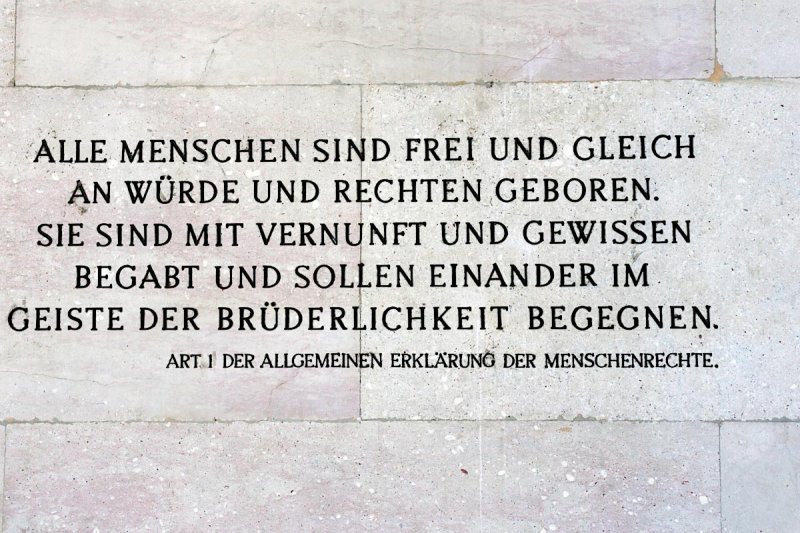 ALLE MENSCHEN SIND FREI UND GLEICH
AN WÜRDE UND RECHTEN GEBOREN.
SIE SIND MIT VERNUNFT UND GEWISSEN
BEGABT UND SOLLEN EINANDER IM
GEISTE DER BRÜDERLICHKEIT BEGEGNEN.
ART. 1 DER ALLGEMEINEN ERKLÄRUNG DER MENSCHENRECHTE.